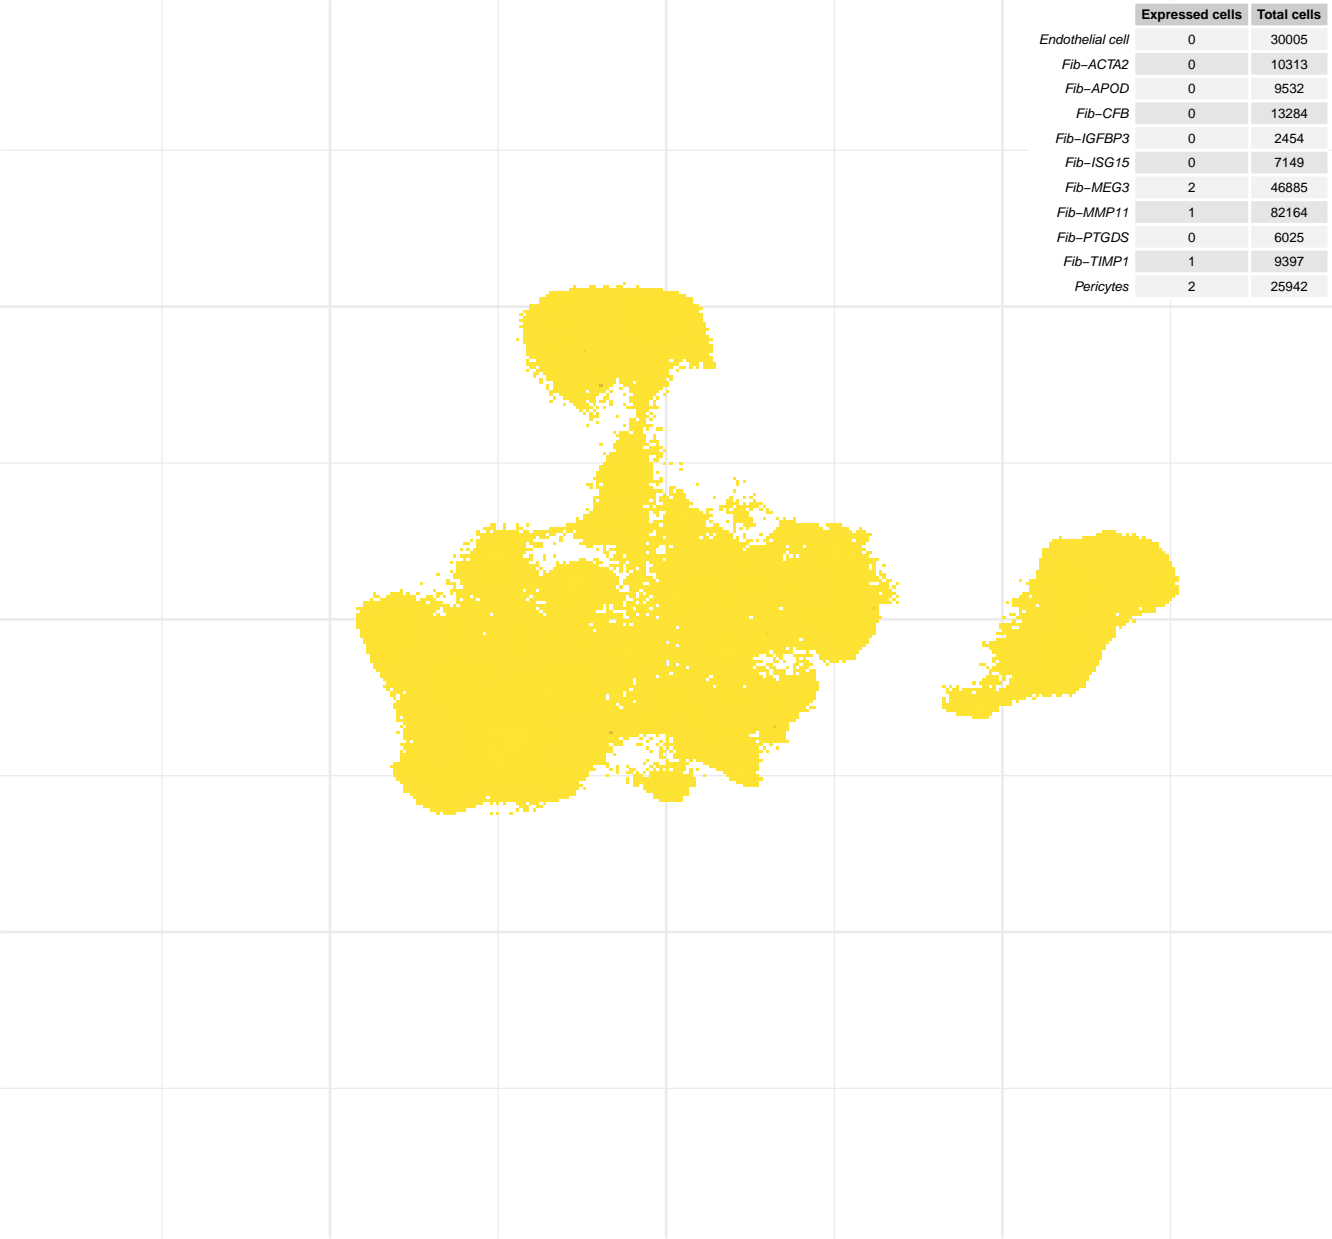 Expressed cells Total cells
Endothelial cell 0 30005
Fib−ACTA2 0 10313
Fib−APOD 0 9532
Fib−CFB 0 13284
Fib−IGFBP3 0 2454
Fib−ISG15 0 7149
Fib−MEG3 2 46885
Fib−MMP11 1 82164
Fib−PTGDS 0 6025
Fib−TIMP1 1 9397
Pericytes 2 25942